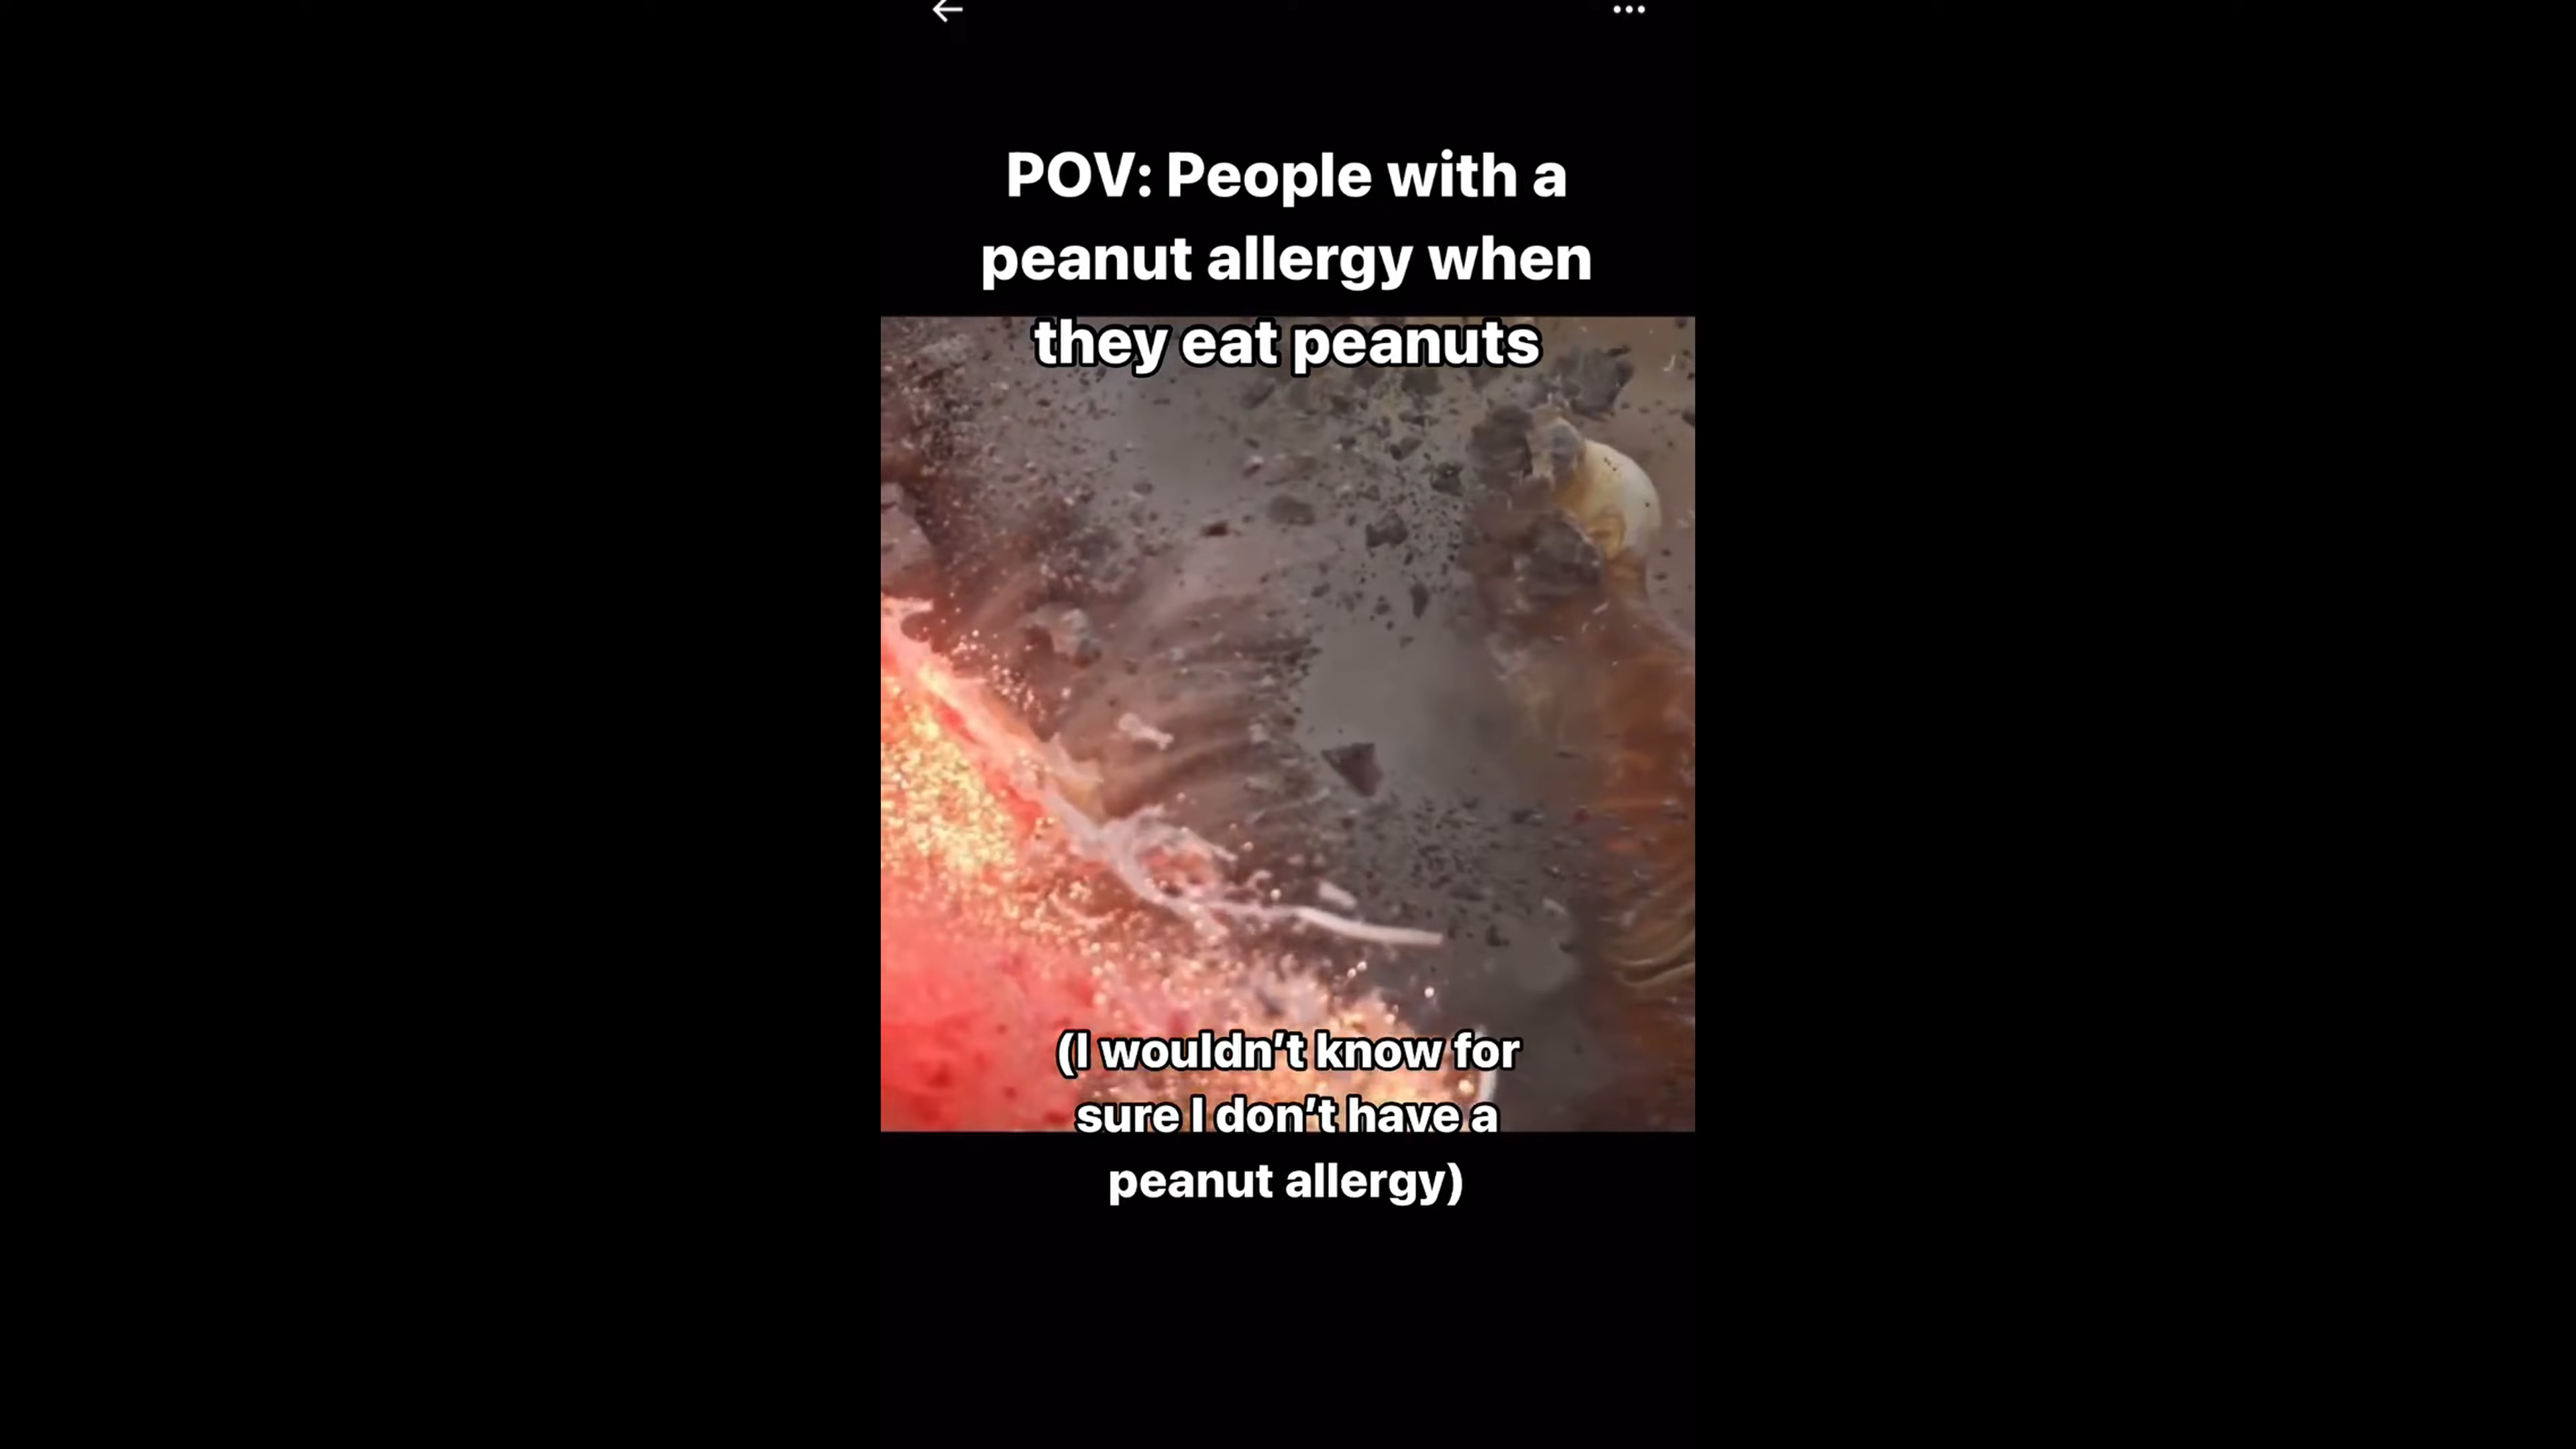 POV: People with a
peanut allergy when
they eat peanuts
(I wouldn't know for
sure I don't have a
peanut allergy)